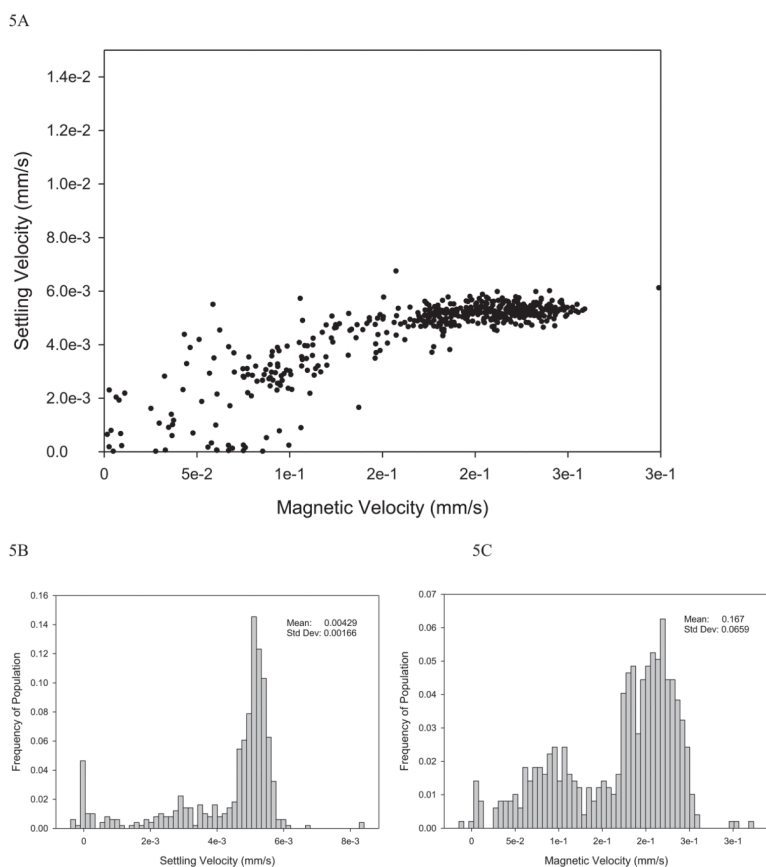 5A
1.4e-2
1.2e-2
1.0e-2
8.0e-3
6.0e-3
4.0e-3
2.0e-3
0.0
Settling Velocity (mm/s)
0 5e-2 1e-1 2e-1 2e-1 3e-1 3e-1
Magnetic Velocity (mm/s)
5B
5C
0.16
0.14
0.12
0.10
0.08
0.06
0.04
0.02
0.00
Frequency of Population
Mean: 0.00429
Std Dev: 0.00166
0 2e-3 4e-3 6e-3 8e-3
Settling Velocity (mm/s)
0.07
0.06
0.05
0.04
0.03
0.02
0.01
0.00
Frequency of Population
Mean: 0.167
Std Dev: 0.0659
0 5e-2 1e-1 2e-1 2e-1 3e-1 3e-1
Magnetic Velocity (mm/s)